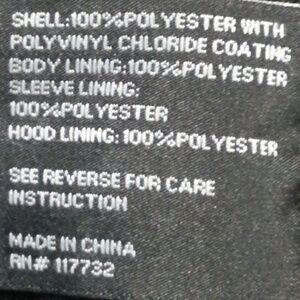 SHELL:100%POLYESTER WITH
POLYVINYL CHLORIDE COATING
BODY LINING:100%POLYESTER
SLEEVE LINING:
100%POLYESTER
HOOD LINING:100%POLYESTER
SEE REVERSE FOR CARE
INSTRUCTION
MADE IN CHINA
RN# 117732